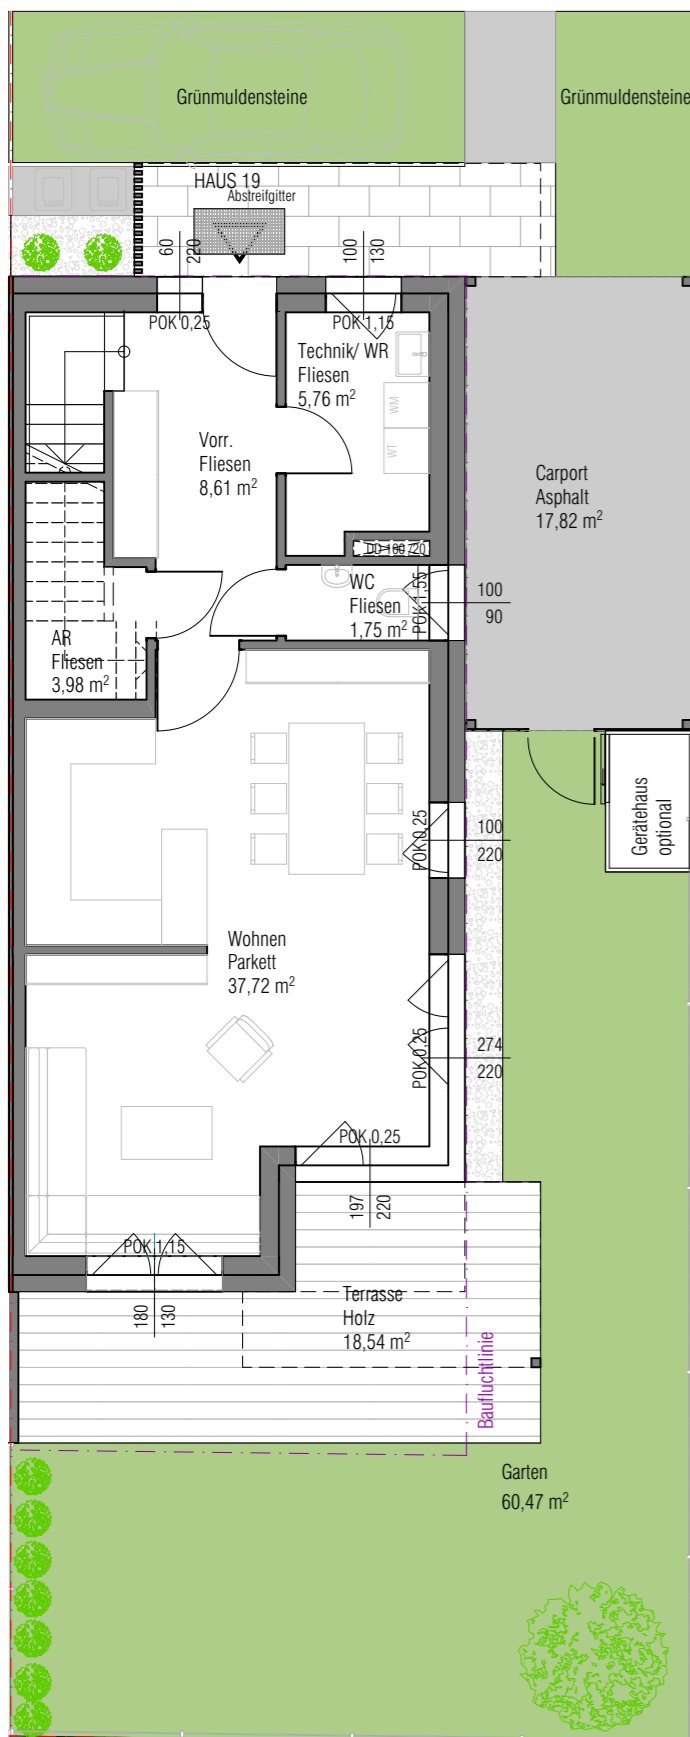 Grünmuldensteine
Grünmuldensteine
HAUS 19
Abstreifgitter
60
220
100
130
POK 0,25
POK 1,15
Technik/ WR
Fliesen
5,76 m²
WM
WT
Vorr.
Fliesen
8,61 m²
Carport
Asphalt
17,82 m²
DD 100/20
WC
Fliesen
1,75 m²
POK 1,55
100
90
AR
Fliesen
3,98 m²
Gerätehaus
optional
POK 0,25
100
220
Wohnen
Parkett
37,72 m²
POK 0,25
274
220
POK 0,25
197
220
POK 1,15
180
130
Terrasse
Holz
18,54 m²
Baufluchtlinie
Garten
60,47 m²